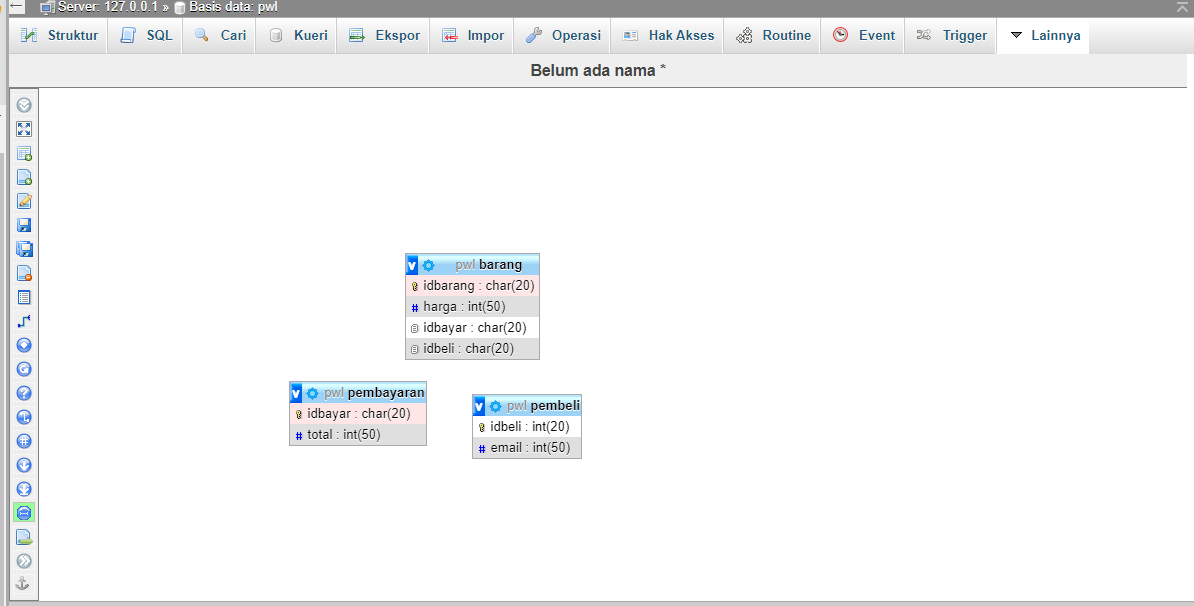 Server: 127.0.0.1 » Basis data: pwl
Struktur SQL Cari Kueri Ekspor Impor Operasi Hak Akses Routine Event Trigger Lainnya
Belum ada nama *
v pwl barang
idbarang : char(20)
# harga : int(50)
idbayar : char(20)
idbeli : char(20)
v pwl pembayaran
idbayar : char(20)
# total : int(50)
v pwl pembeli
idbeli : int(20)
# email : int(50)